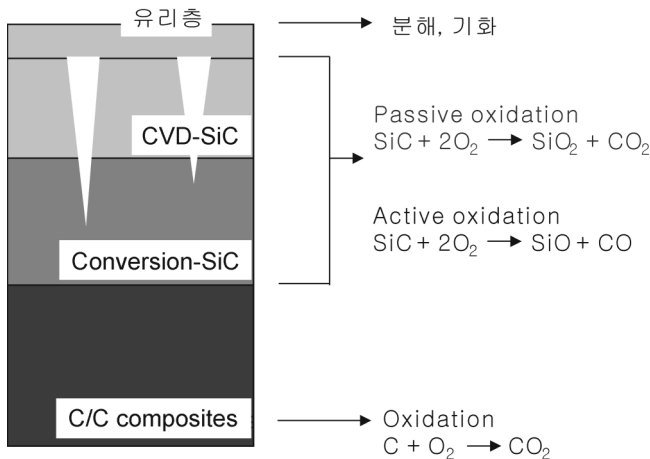 유리층
분해, 기화
Passive oxidation
SiC + 2O₂ → SiO₂ + CO₂
CVD-SiC
Active oxidation
SiC + 2O₂ → SiO + CO
Conversion-SiC
C/C composites
Oxidation
C + O₂ → CO₂